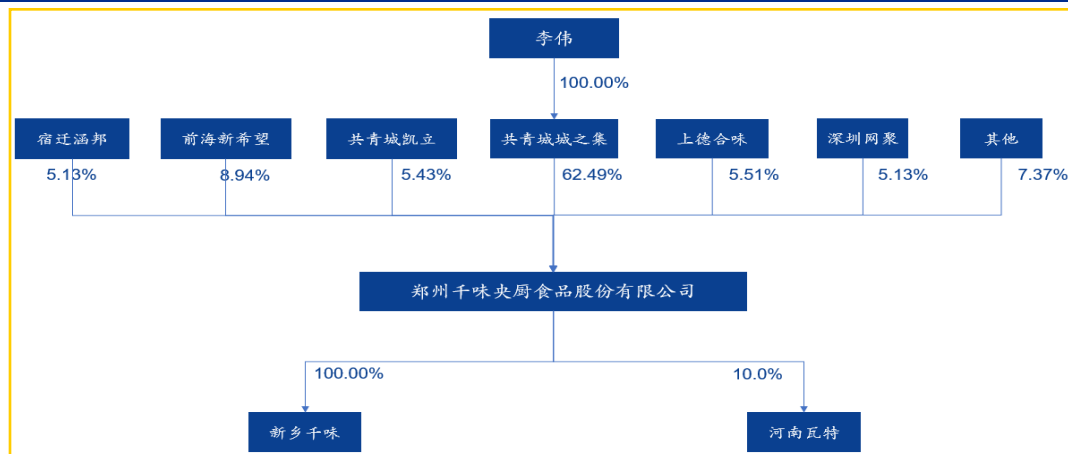 李伟
100.00%
宿迁涵邦 前海新希望 共青城凯立 共青城城之集 上德合味 深圳网聚 其他
5.13% 8.94% 5.43% 62.49% 5.51% 5.13% 7.37%
郑州千味央厨食品股份有限公司
100.00% 10.0%
新乡千味 河南瓦特